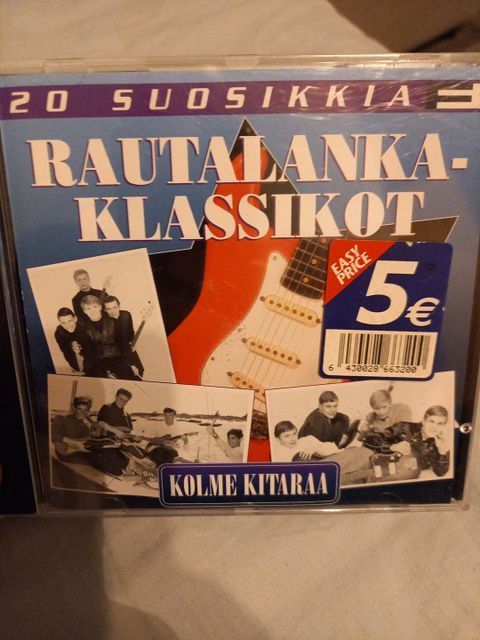 20 SUOSIKKIA
RAUTALANKA-
KLASSIKOT
EASY
PRICE
5€
6 430028 663200
KOLME KITARAA